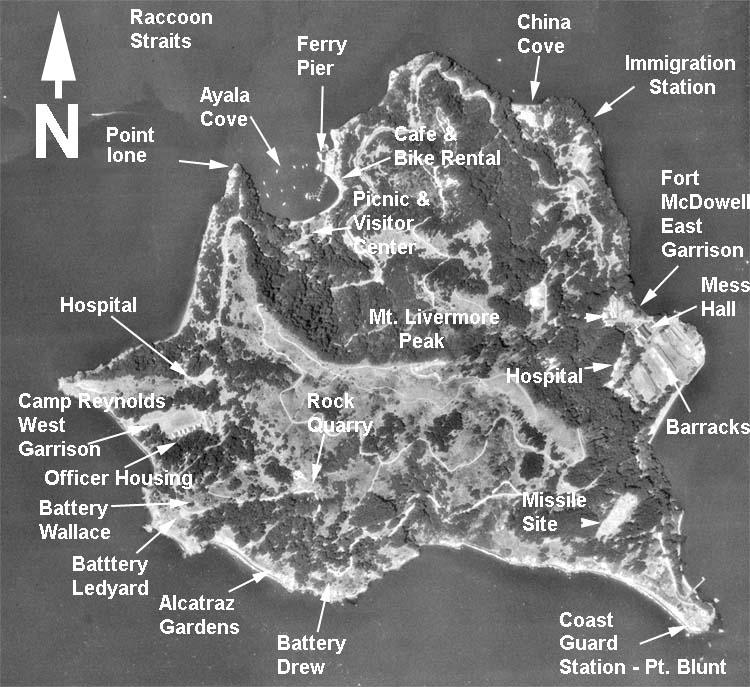 Raccoon
Straits
China
Cove
Ferry
Pier
Immigration
Station
Ayala
Cove
N
Point
Ione
Cafe &
Bike Rental
Picnic &
Visitor
Center
Fort
McDowell
East
Garrison
Mess
Hall
Hospital
Mt. Livermore
Peak
Hospital
Camp Reynolds
West
Garrison
Rock
Quarry
Barracks
Officer Housing
Battery
Wallace
Missile
Site
Batttery
Ledyard
Alcatraz
Gardens
Battery
Drew
Coast
Guard
Station - Pt. Blunt